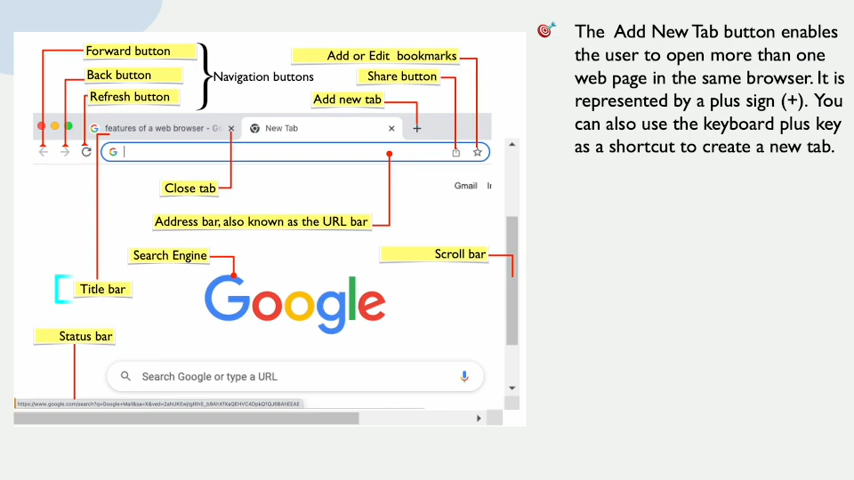 Forward button
Back button
Refresh button
Navigation buttons
Add or Edit bookmarks
Share button
Add new tab
features of a web browser - Go
New Tab
Close tab
Gmail
Address bar, also known as the URL bar
Search Engine
Scroll bar
Title bar
Google
Status bar
Search Google or type a URL
The Add New Tab button enables
the user to open more than one
web page in the same browser. It is
represented by a plus sign (+). You
can also use the keyboard plus key
as a shortcut to create a new tab.